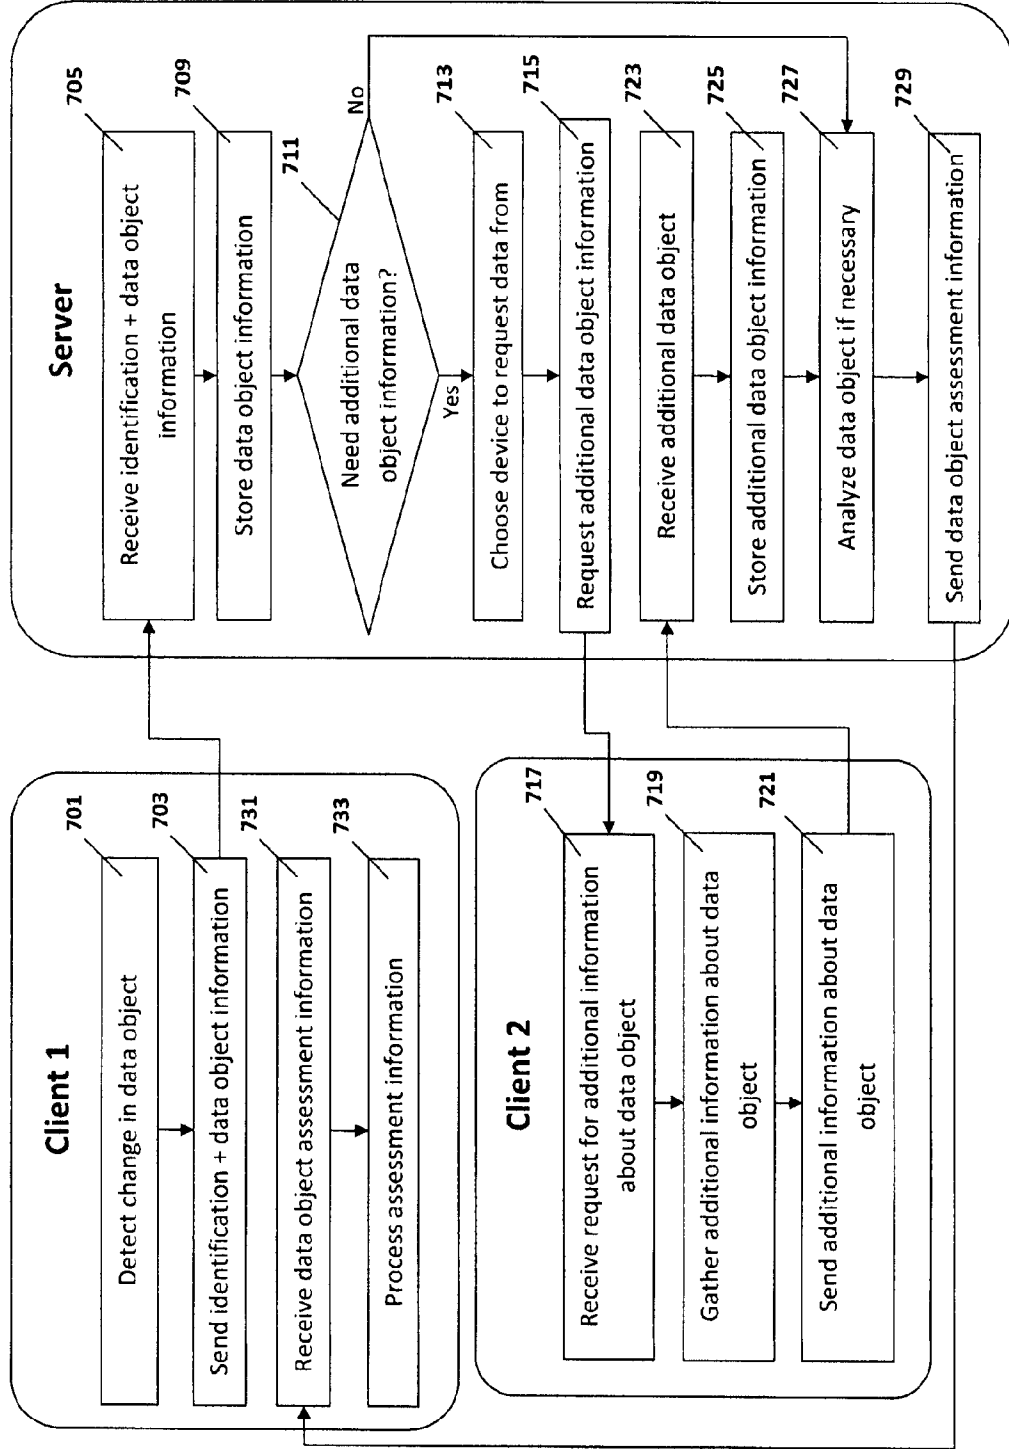 Client 1
701
Detect change in data object
703
Send identification + data object information
731
Receive data object assessment information
733
Process assessment information
Client 2
717
Receive request for additional information
about data object
719
Gather additional information about data
object
721
Send additional information about data
object
Server
705
Receive identification + data object
information
709
Store data object information
711
Need additional data
object information?
No
Yes
713
Choose device to request data from
715
Request additional data object information
723
Receive additional data object
725
Store additional data object information
727
Analyze data object if necessary
729
Send data object assessment information